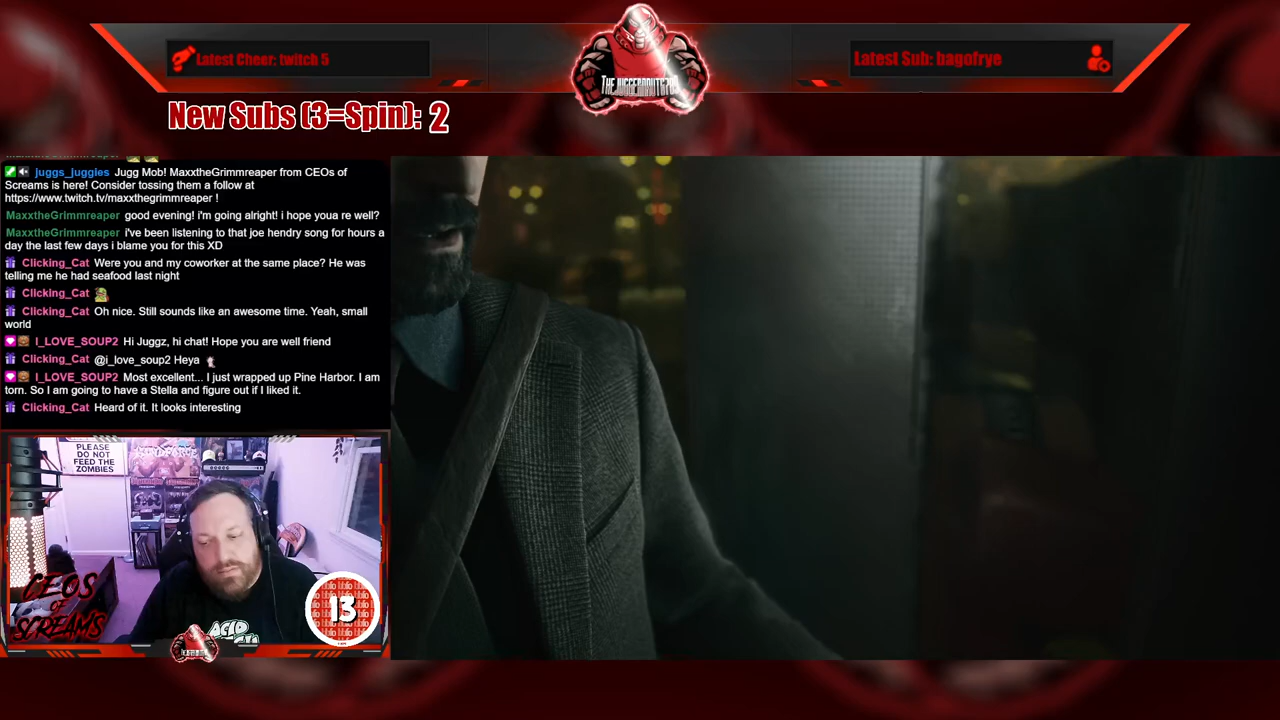 Latest Cheer: twitch 5
THEJUGGERNAUT6769
Latest Sub: bagofrye
New Subs (3=Spin): 2
juggs_juggies Jugg Mob! MaxxtheGrimmreaper from CEOs of
Screams is here! Consider tossing them a follow at
https://www.twitch.tv/maxxthegrimmreaper !
MaxxtheGrimmreaper good evening! i'm going alright! i hope youa re well?
MaxxtheGrimmreaper i've been listening to that joe hendry song for hours a
day the last few days i blame you for this XD
Clicking_Cat Were you and my coworker at the same place? He was
telling me he had seafood last night
Clicking_Cat
Clicking_Cat Oh nice. Still sounds like an awesome time. Yeah, small
world
I_LOVE_SOUP2 Hi Juggz, hi chat! Hope you are well friend
Clicking_Cat @i_love_soup2 Heya
I_LOVE_SOUP2 Most excellent... I just wrapped up Pine Harbor. I am
torn. So I am going to have a Stella and figure out if I liked it.
Clicking_Cat Heard of it. It looks interesting
PLEASE
DO NOT
FEED THE
ZOMBIES
CEOS
OF
SCREAMS
13
ACID